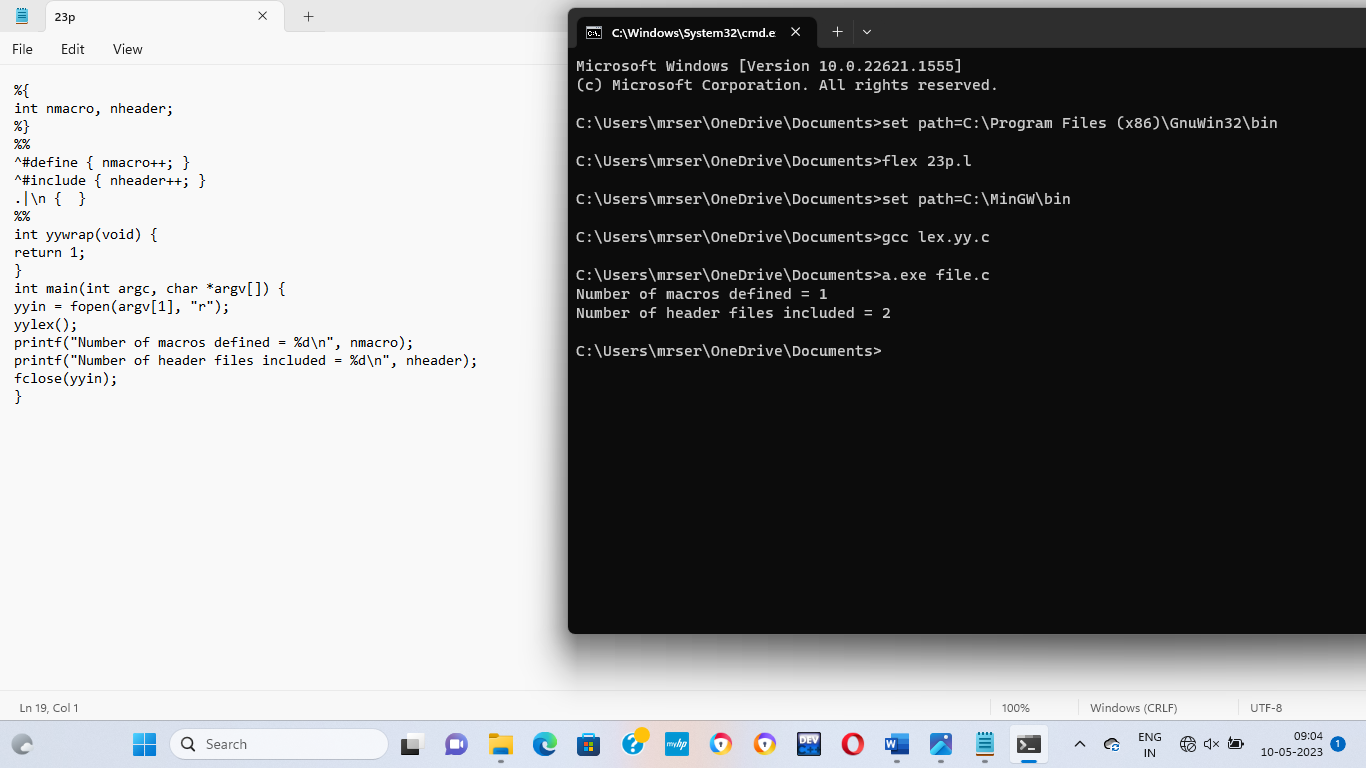 23p
File Edit View
%{
int nmacro, nheader;
%}
%%
^#define { nmacro++; }
^#include { nheader++; }
.|\n {  }
%%
int yywrap(void) {
return 1;
}
int main(int argc, char *argv[]) {
yyin = fopen(argv[1], "r");
yylex();
printf("Number of macros defined = %d\n", nmacro);
printf("Number of header files included = %d\n", nheader);
fclose(yyin);
}
Ln 19, Col 1
100%
Windows (CRLF)
UTF-8
C:\Windows\System32\cmd.e
Microsoft Windows [Version 10.0.22621.1555]
(c) Microsoft Corporation. All rights reserved.
C:\Users\mrser\OneDrive\Documents>set path=C:\Program Files (x86)\GnuWin32\bin
C:\Users\mrser\OneDrive\Documents>flex 23p.l
C:\Users\mrser\OneDrive\Documents>set path=C:\MinGW\bin
C:\Users\mrser\OneDrive\Documents>gcc lex.yy.c
C:\Users\mrser\OneDrive\Documents>a.exe file.c
Number of macros defined = 1
Number of header files included = 2
C:\Users\mrser\OneDrive\Documents>
Search
myhp
DEV
ENG
IN
09:04
10-05-2023
1